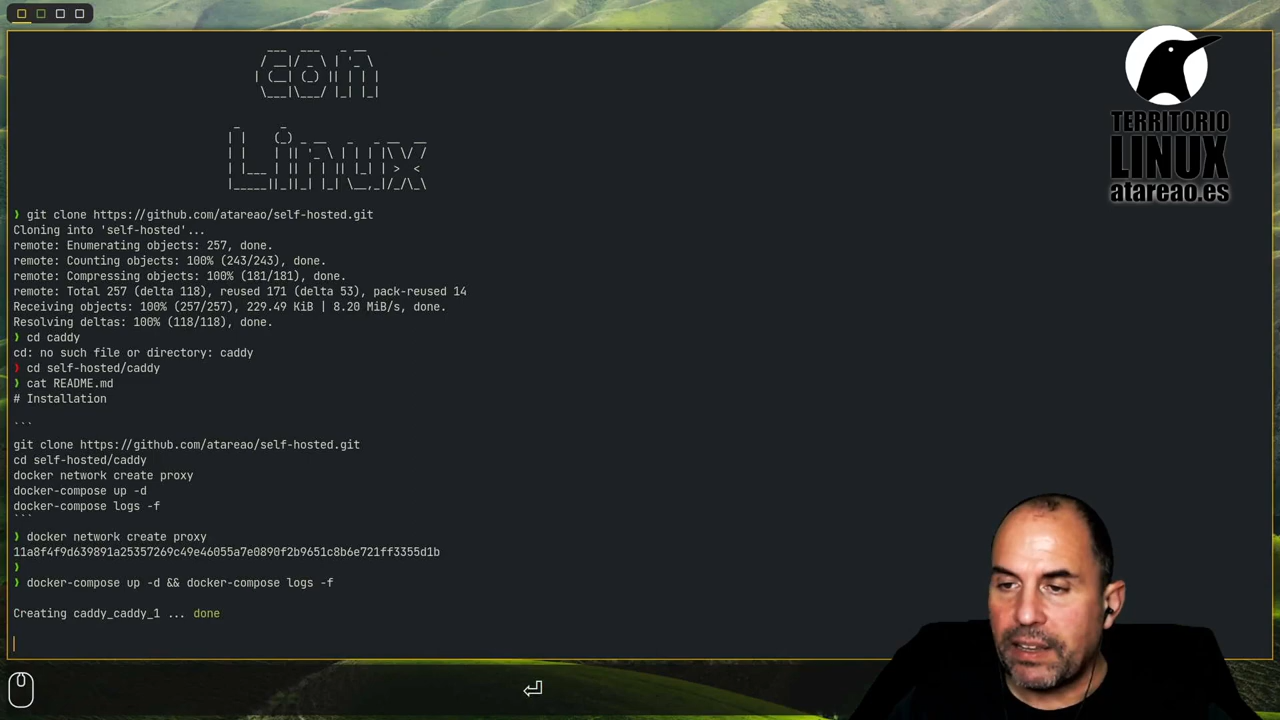 con
Linux
❯ git clone https://github.com/atareao/self-hosted.git
Cloning into 'self-hosted'...
remote: Enumerating objects: 257, done.
remote: Counting objects: 100% (243/243), done.
remote: Compressing objects: 100% (181/181), done.
remote: Total 257 (delta 118), reused 171 (delta 53), pack-reused 14
Receiving objects: 100% (257/257), 229.49 KiB | 8.20 MiB/s, done.
Resolving deltas: 100% (118/118), done.
❯ cd caddy
cd: no such file or directory: caddy
❯ cd self-hosted/caddy
❯ cat README.md
# Installation
```
git clone https://github.com/atareao/self-hosted.git
cd self-hosted/caddy
docker network create proxy
docker-compose up -d
docker-compose logs -f
```
❯ docker network create proxy
11a8f4f9d639891a25357269c49e46055a7e0890f2b9651c8b6e721ff3355d1b
❯
❯ docker-compose up -d && docker-compose logs -f
Creating caddy_caddy_1 ... done
TERRITORIO
LINUX
atareao.es